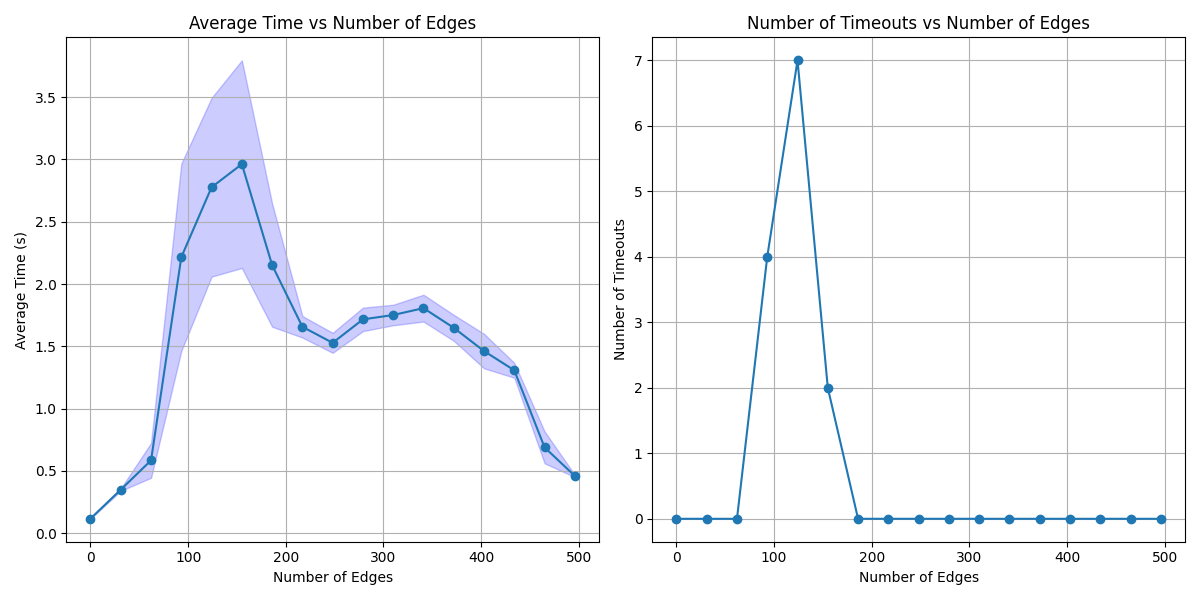 Average Time vs Number of Edges
Average Time (s)
3.5
3.0
2.5
2.0
1.5
1.0
0.5
0.0
0 100 200 300 400 500
Number of Edges
Number of Timeouts vs Number of Edges
Number of Timeouts
7
6
5
4
3
2
1
0
0 100 200 300 400 500
Number of Edges